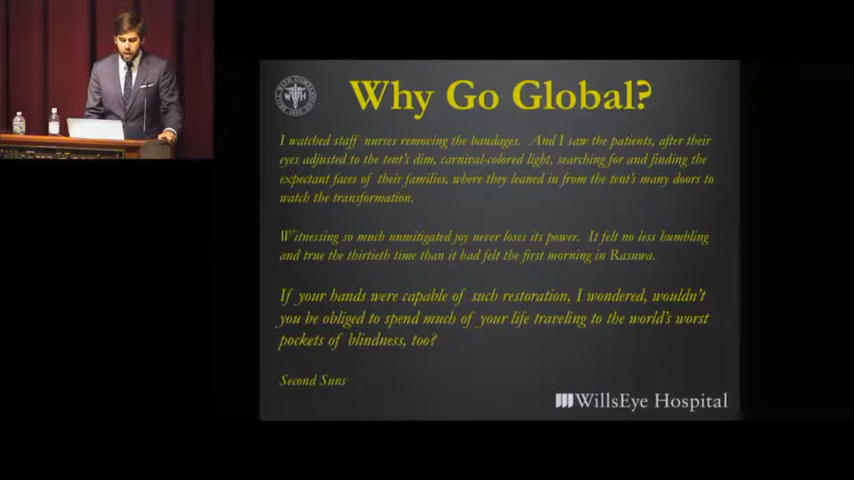 Why Go Global?
I watched staff nurses removing the bandages. And I saw the patients, after their
eyes adjusted to the tent's dim, carnival-colored light, searching for and finding the
expectant faces of their families, where they leaned in from the tent's many doors to
watch the transformation.
Witnessing so much unmitigated joy never loses its power. It felt no less humbling
and true the thirtieth time than it had felt the first morning in Rasuwa.
If your hands were capable of such restoration, I wondered, wouldn't
you be obliged to spend much of your life traveling to the world's worst
pockets of blindness, too?
Second Suns
WillsEye Hospital